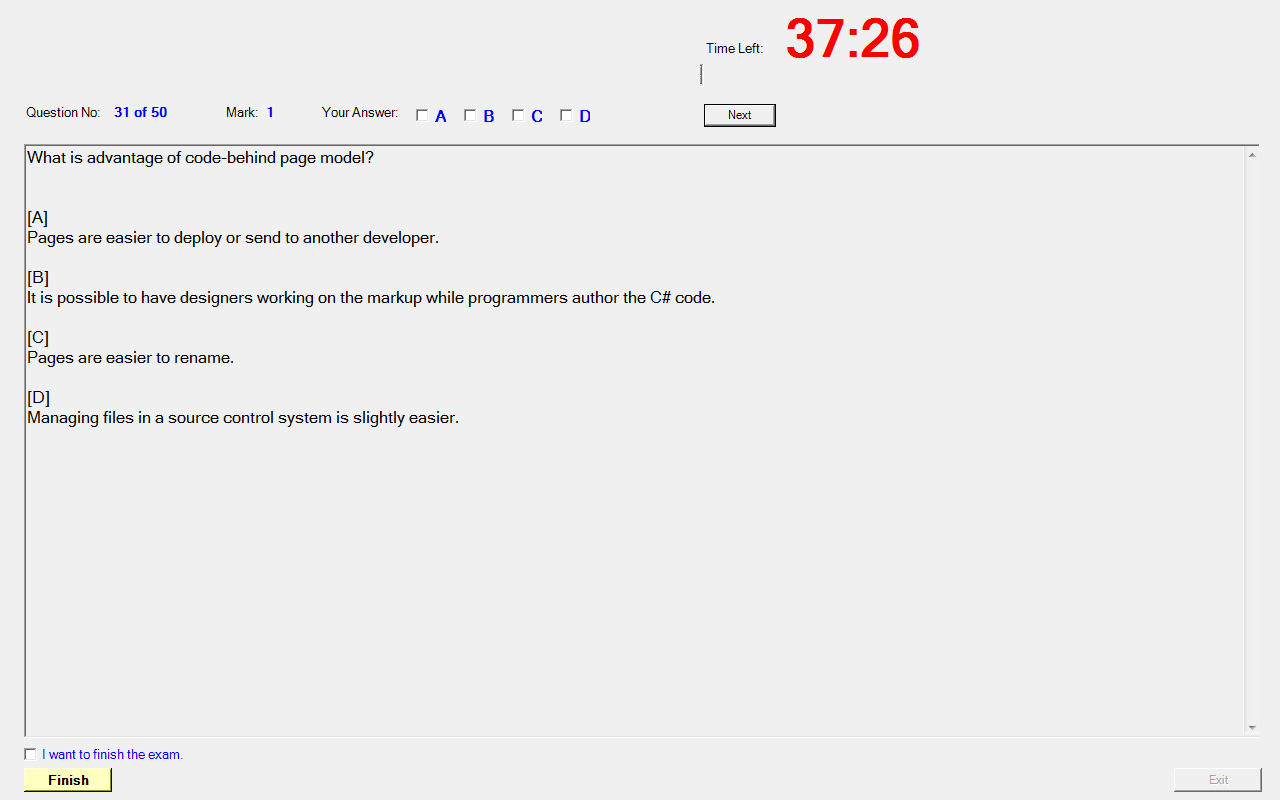 Time Left: 37:26
Question No: 31 of 50 Mark: 1 Your Answer: A B C D Next
What is advantage of code-behind page model?
[A]
Pages are easier to deploy or send to another developer.
[B]
It is possible to have designers working on the markup while programmers author the C# code.
[C]
Pages are easier to rename.
[D]
Managing files in a source control system is slightly easier.
I want to finish the exam.
Finish Exit